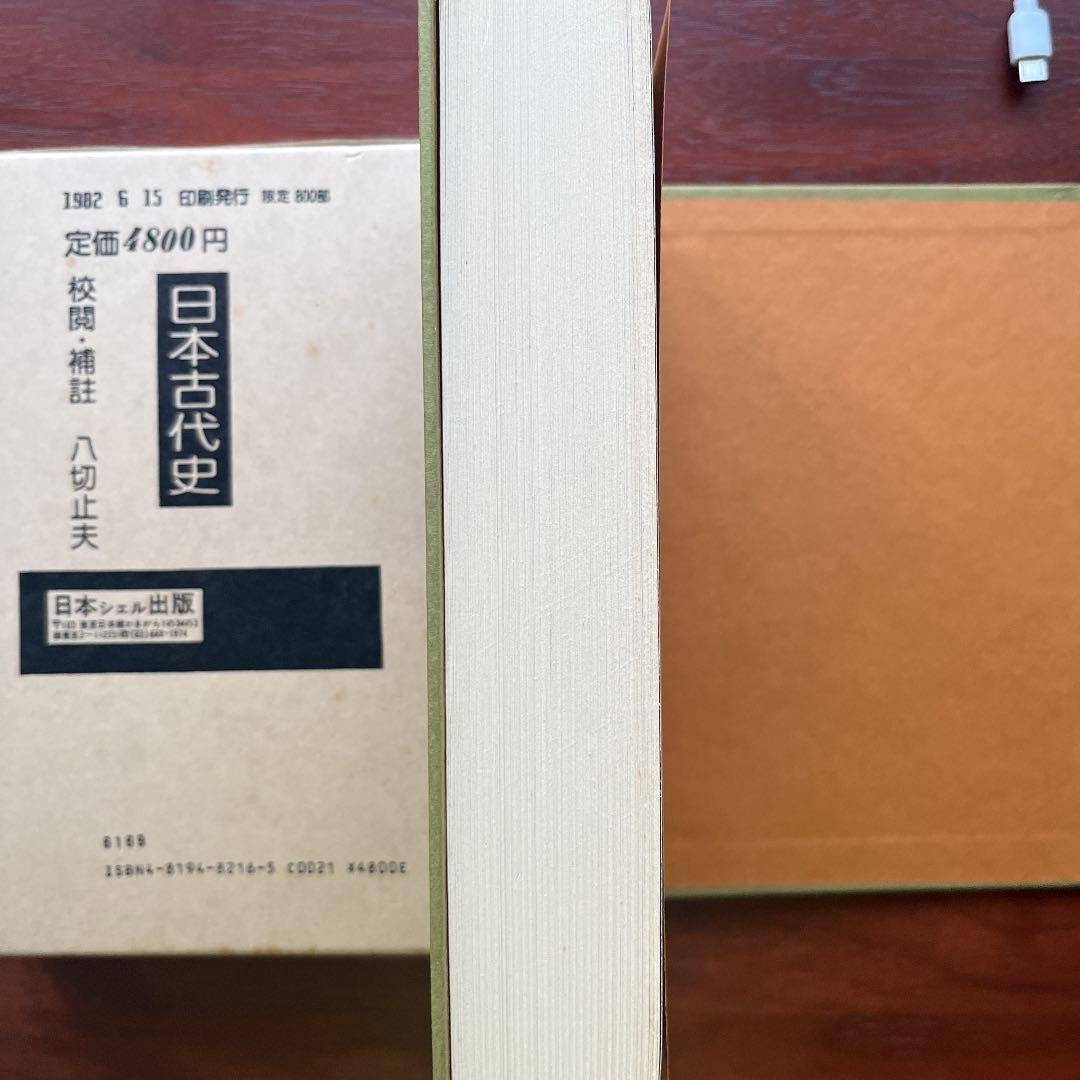 1982 6 15 印刷発行 限定800部
定価4800円
日本古代史
校閲・補註 八切止夫
日本シェル出版
6168
ISBN4-8194-8216-5 C0021 ¥4800E